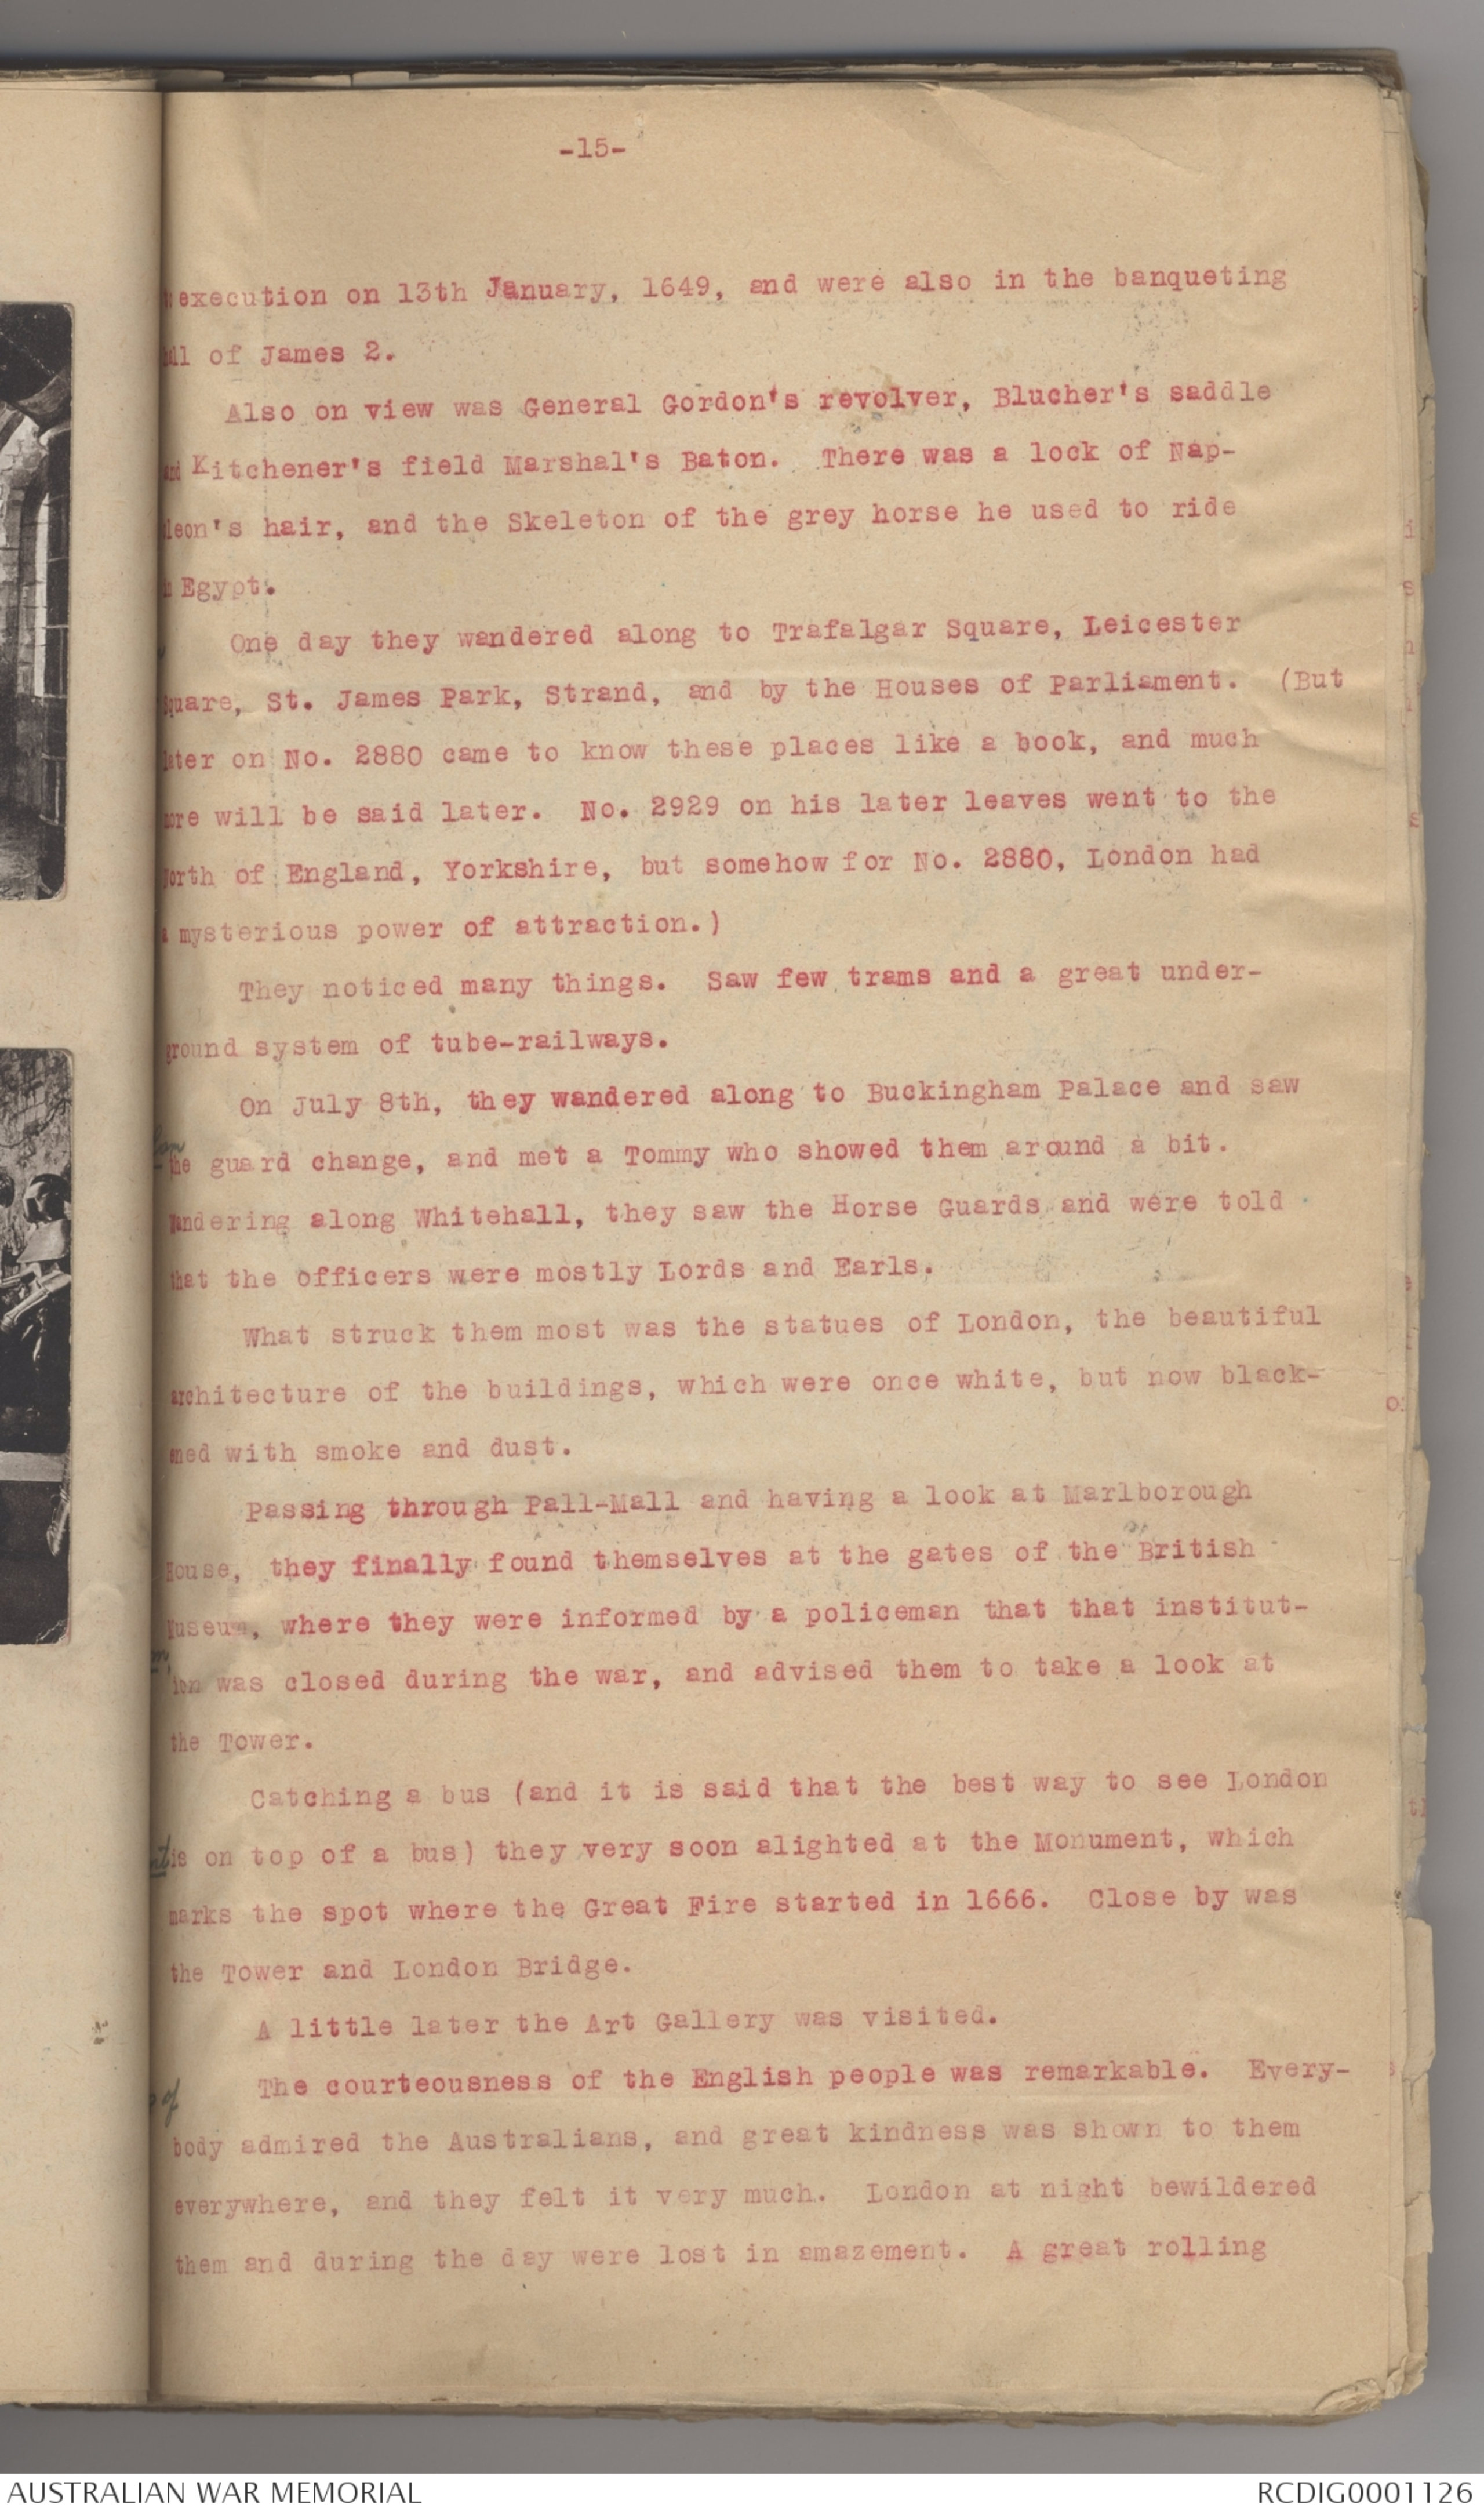 -15-
execution on 13th January, 1649, and were also in the banqueting
all of James 2.
Also on view was General Gordon's revolver, Blucher's saddle
and Kitchener's field Marshal's Baton. There was a lock of Nap-
leon's hair, and the Skeleton of the grey horse he used to ride
n Egypt.
One day they wandered along to Trafalgar Square, Leicester
Square, St. James Park, Strand, and by the Houses of Parliament. (But
later on No. 2880 came to know these places like a book, and much
more will be said later. No. 2929 on his later leaves went to the
North of England, Yorkshire, but somehow for No. 2880, London had
a mysterious power of attraction.)
They noticed many things. Saw few trams and a great under-
ground system of tube-railways.
On July 8th, they wandered along to Buckingham Palace and saw
the guard change, and met a Tommy who showed them around a bit.
Wandering along Whitehall, they saw the Horse Guards and were told
that the officers were mostly Lords and Earls.
What struck them most was the statues of London, the beautiful
architecture of the buildings, which were once white, but now black-
ened with smoke and dust.
Passing through Pall-Mall and having a look at Marlborough
House, they finally found themselves at the gates of the British
Museum, where they were informed by a policeman that that institut-
ion was closed during the war, and advised them to take a look at
the Tower.
Catching a bus (and it is said that the best way to see London
is on top of a bus) they very soon alighted at the Monument, which
marks the spot where the Great Fire started in 1666. Close by was
the Tower and London Bridge.
A little later the Art Gallery was visited.
The courteousness of the English people was remarkable. Every-
body admired the Australians, and great kindness was shown to them
everywhere, and they felt it very much. London at night bewildered
them and during the day were lost in amazement. A great rolling
AUSTRALIAN WAR MEMORIAL
RCDIG0001126